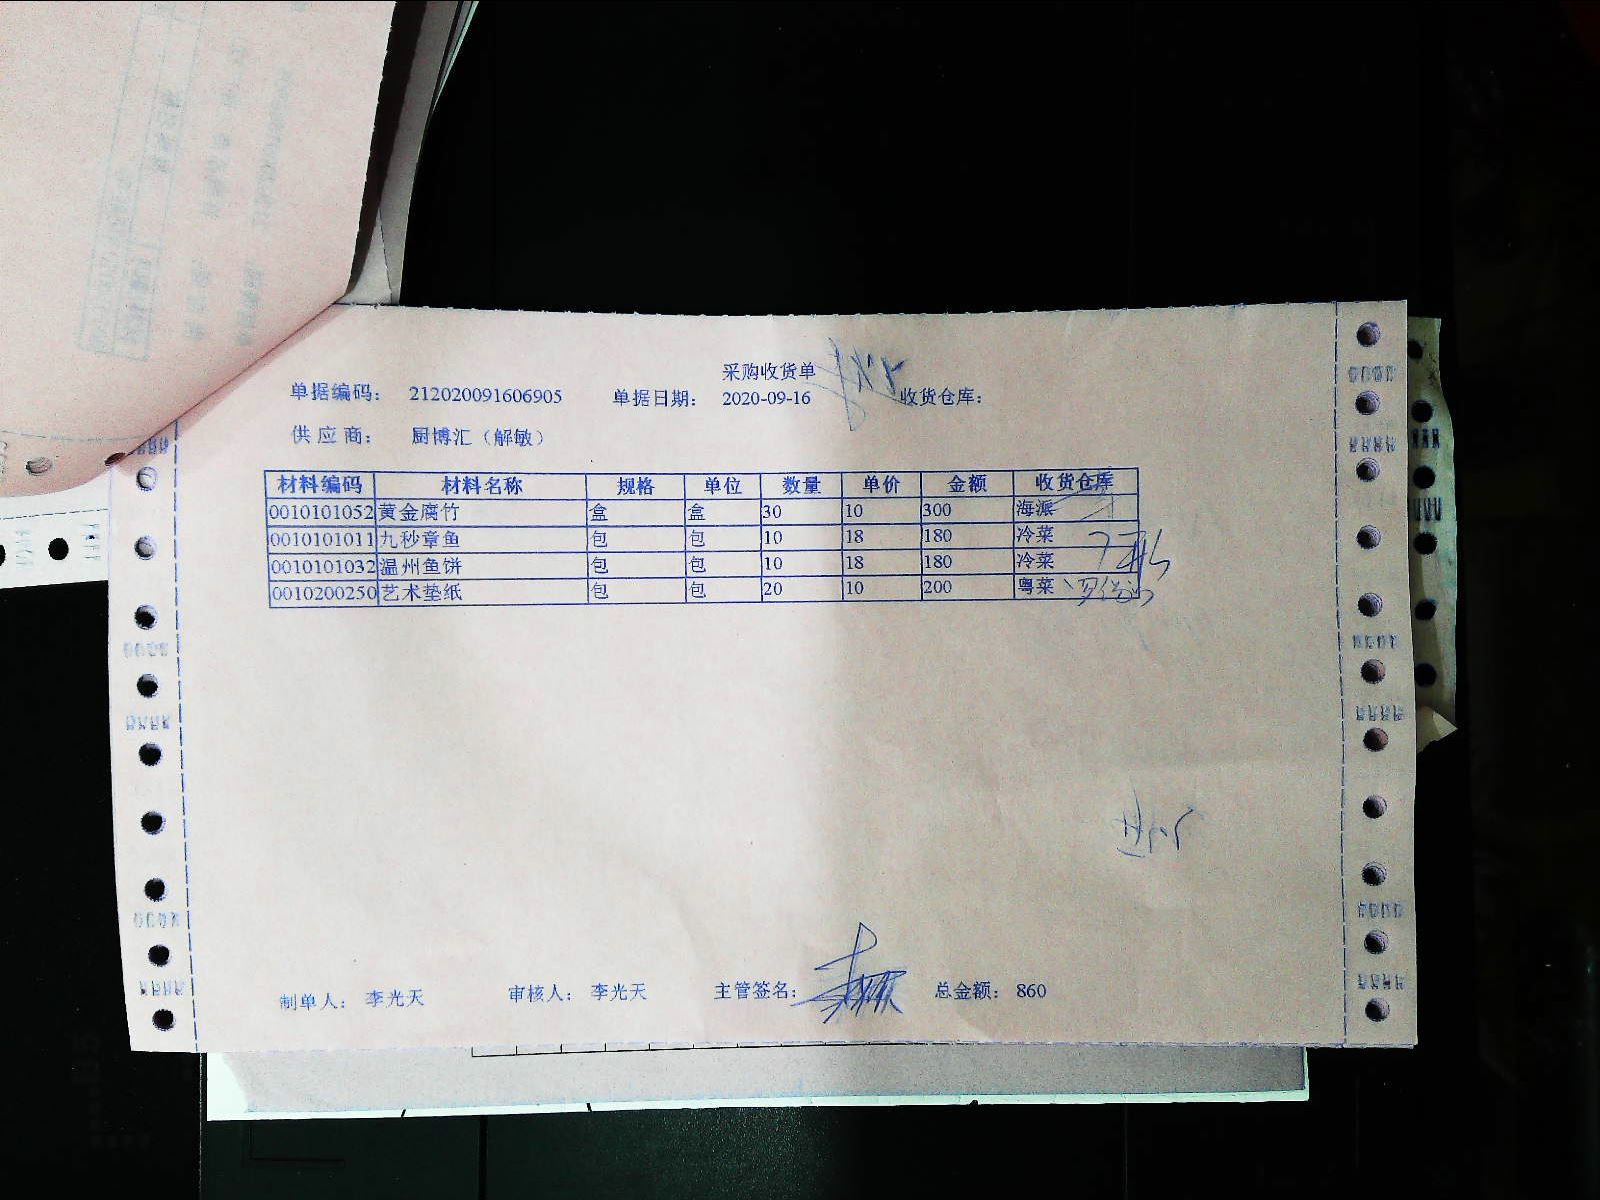 采购收货单
单据编码： 212020091606905 单据日期： 2020-09-16 收货仓库：
供应商： 厨博汇（解敏）
材料编码 材料名称 规格 单位 数量 单价 金额 收货仓库
0010101052 黄金腐竹 盒 盒 30 10 300 海派
0010101011 九秒章鱼 包 包 10 18 180 冷菜
0010101032 温州鱼饼 包 包 10 18 180 冷菜
0010200250 艺术垫纸 包 包 20 10 200 粤菜
制单人： 李光天 审核人： 李光天 主管签名： 总金额： 860